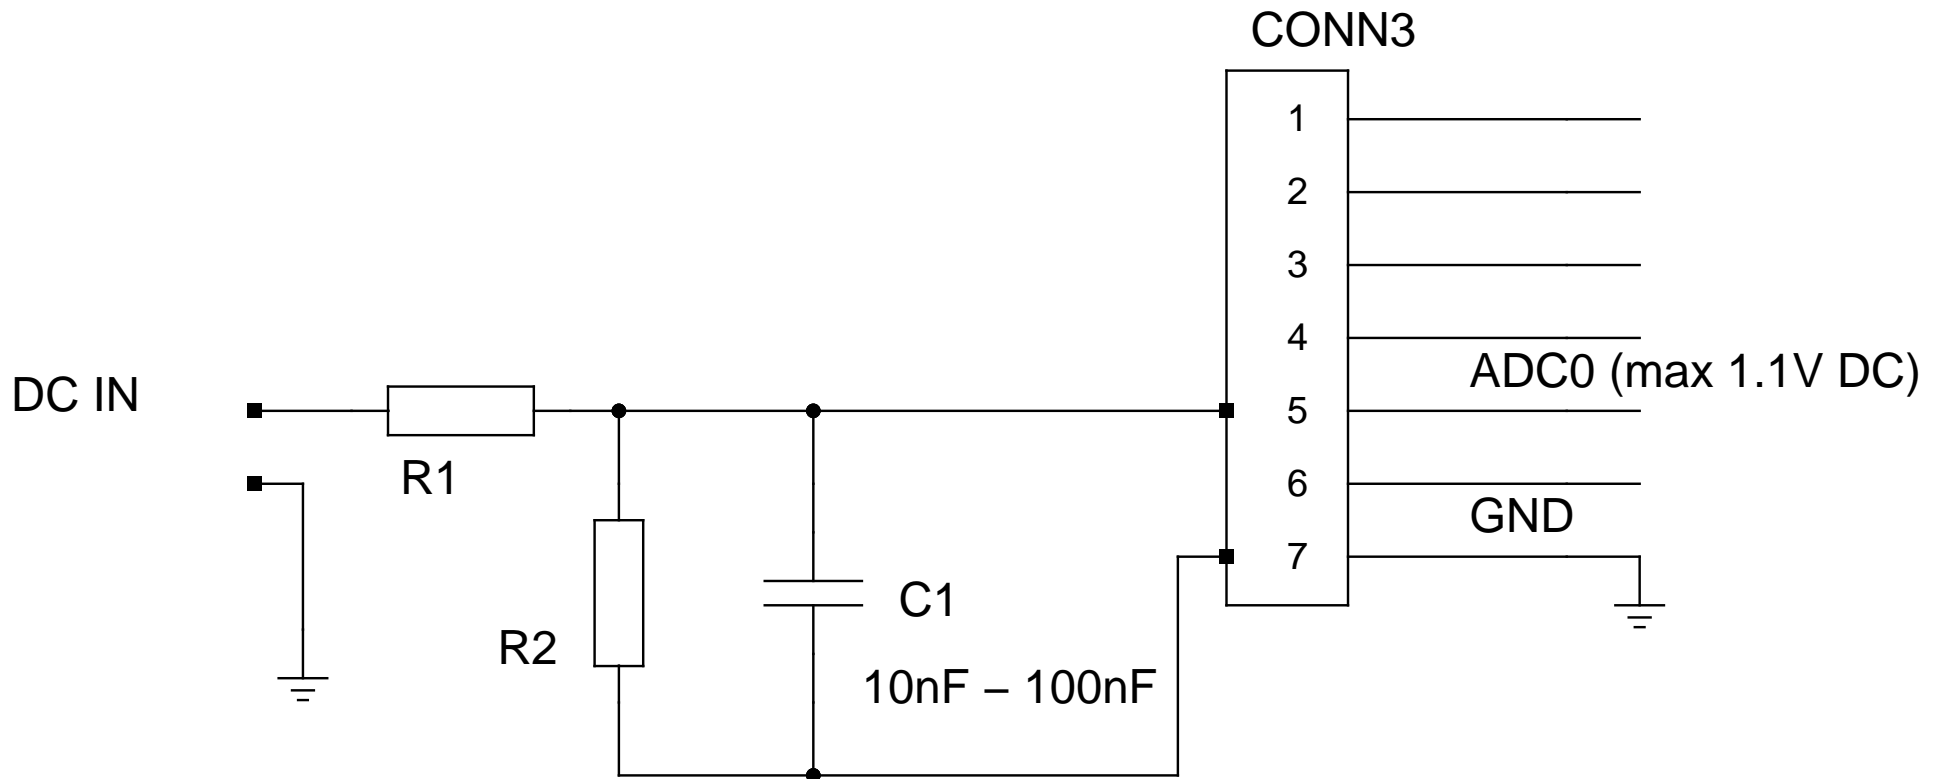 CONN3
1
2
3
4
ADC0 (max 1.1V DC)
DC IN
5
R1
6
GND
7
C1
R2
10nF – 100nF